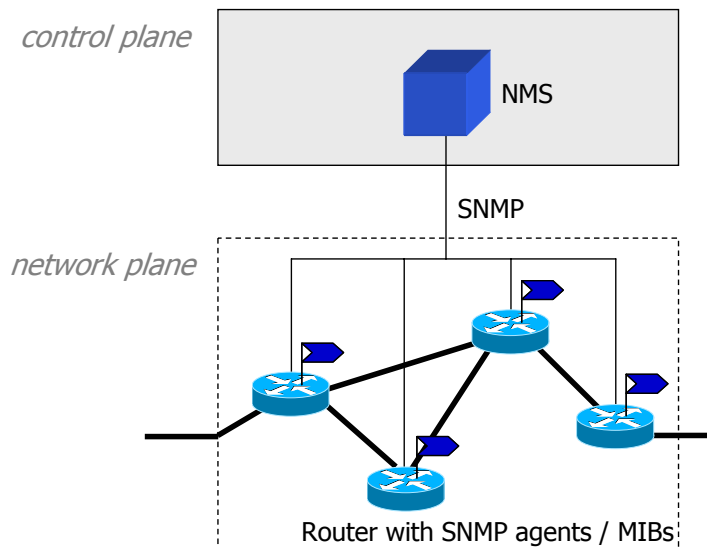 control plane
NMS
SNMP
network plane
Router with SNMP agents / MIBs